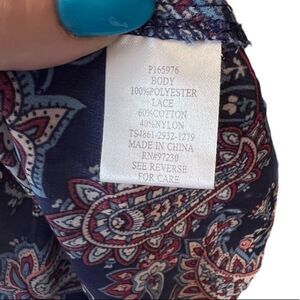 P165976
BODY
100%POLYESTER
LACE
60%COTTON
40%NYLON
TS4861-2932-1279
MADE IN CHINA
RN#97230
SEE REVERSE
FOR CARE